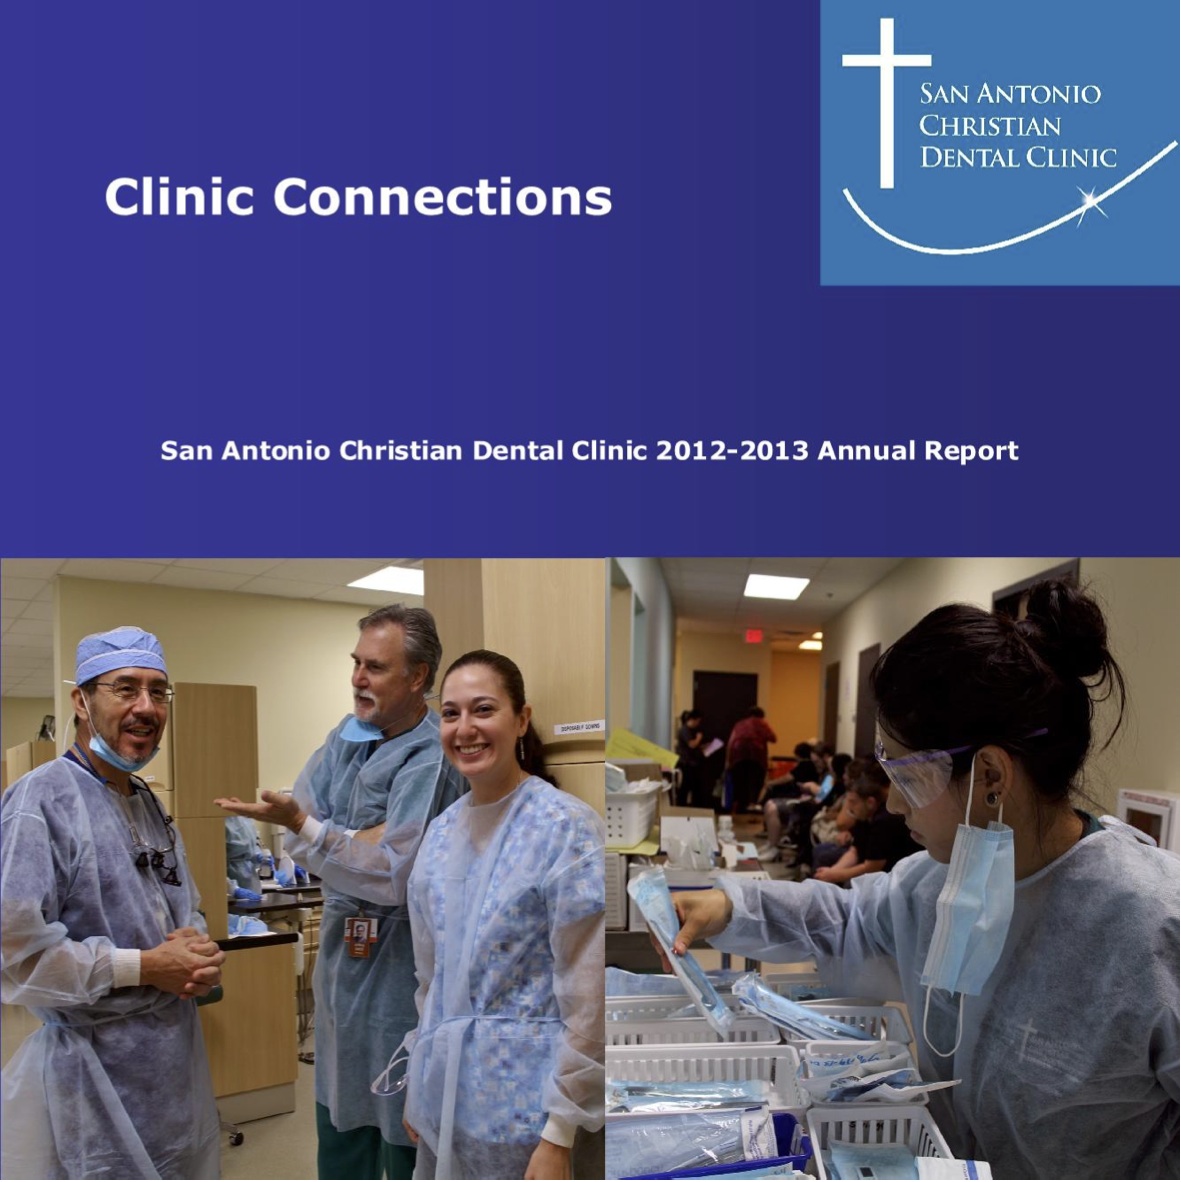 SAN ANTONIO
CHRISTIAN
DENTAL CLINIC
Clinic Connections
San Antonio Christian Dental Clinic 2012-2013 Annual Report
DISPOSABLE GOWNS